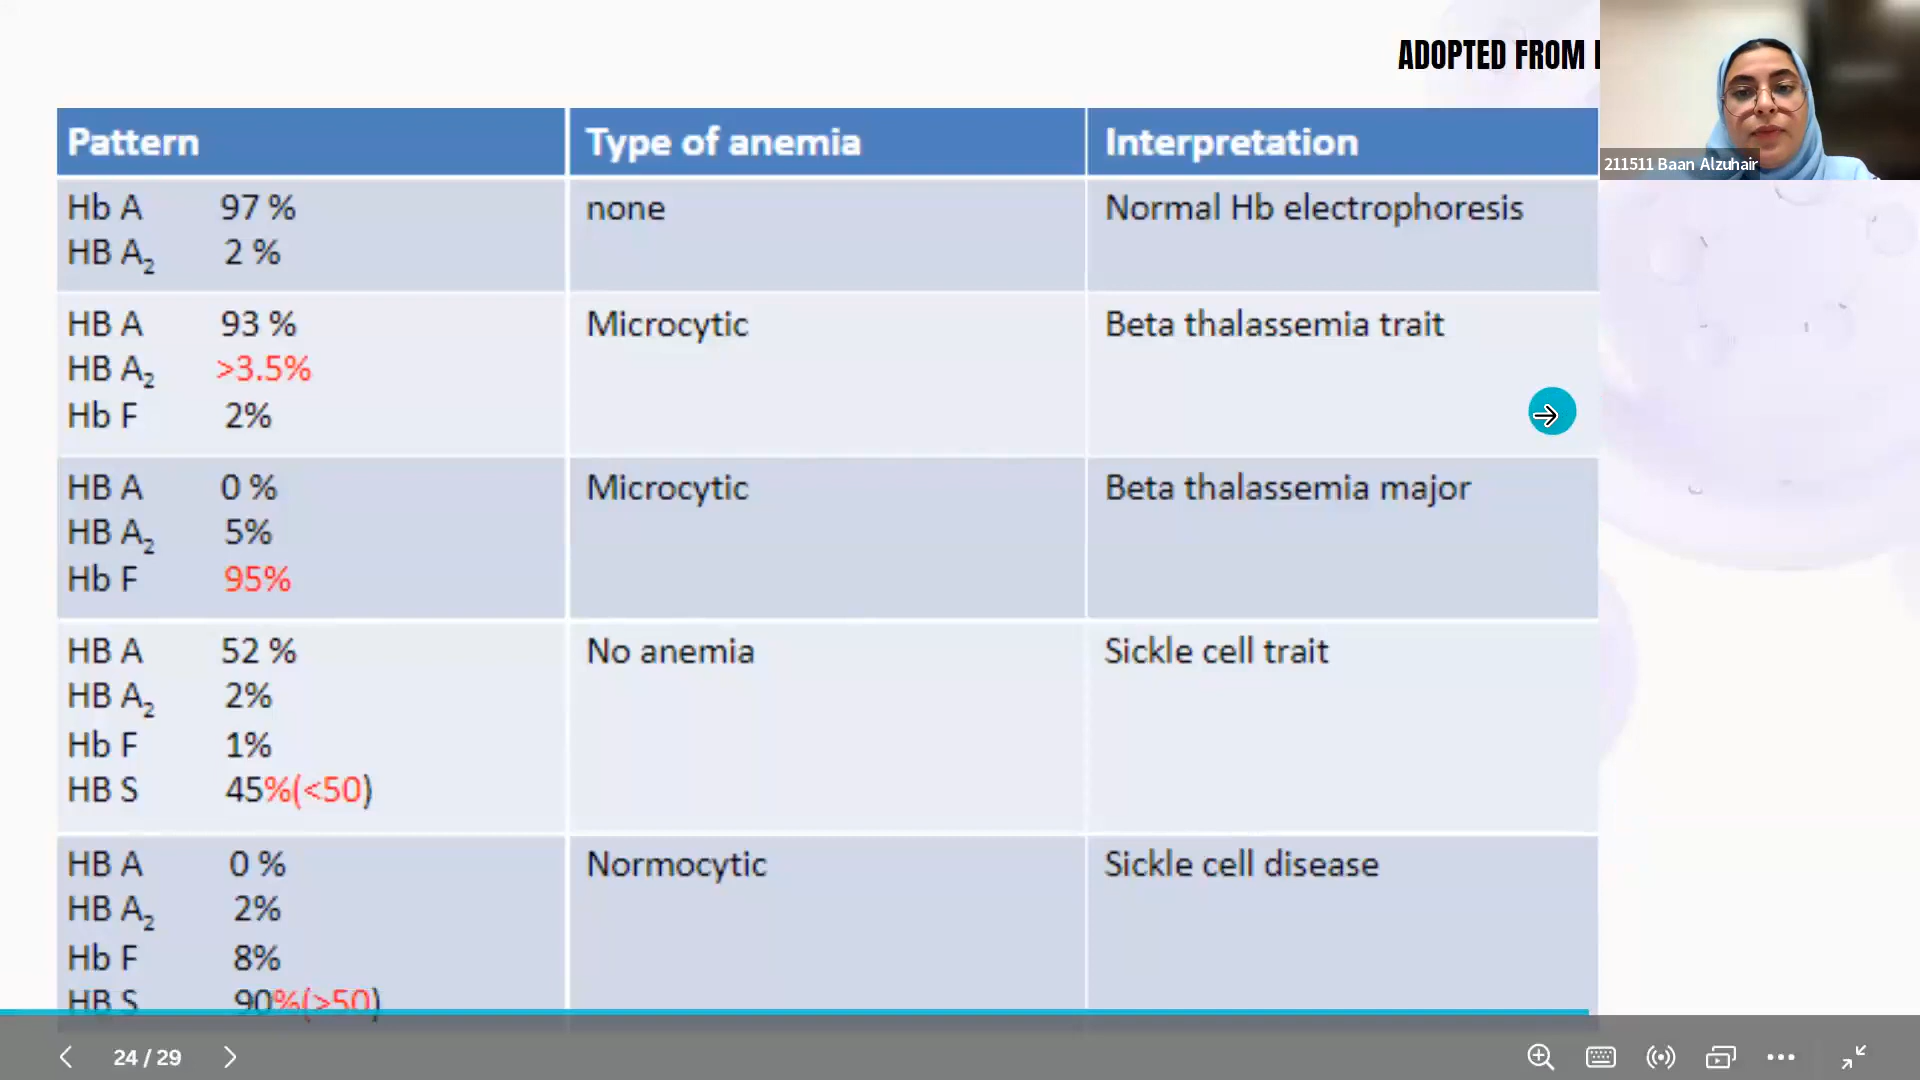 ADOPTED FROM
211511 Baan Alzuhair
Pattern Type of anemia Interpretation
Hb A 97 % none Normal Hb electrophoresis
HB A2 2 %
HB A 93 % Microcytic Beta thalassemia trait
HB A2 >3.5%
Hb F 2%
HB A 0 % Microcytic Beta thalassemia major
HB A2 5%
Hb F 95%
HB A 52 % No anemia Sickle cell trait
HB A2 2%
Hb F 1%
HB S 45%(<50)
HB A 0 % Normocytic Sickle cell disease
HB A2 2%
Hb F 8%
HB S 90%(>50)
24 / 29